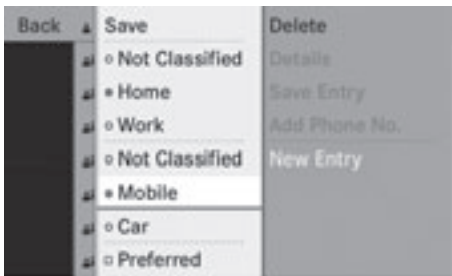 Back
Save
Not Classified
Home
Work
Not Classified
Mobile
Car
Preferred
Delete
Details
Save Entry
Add Phone No.
New Entry